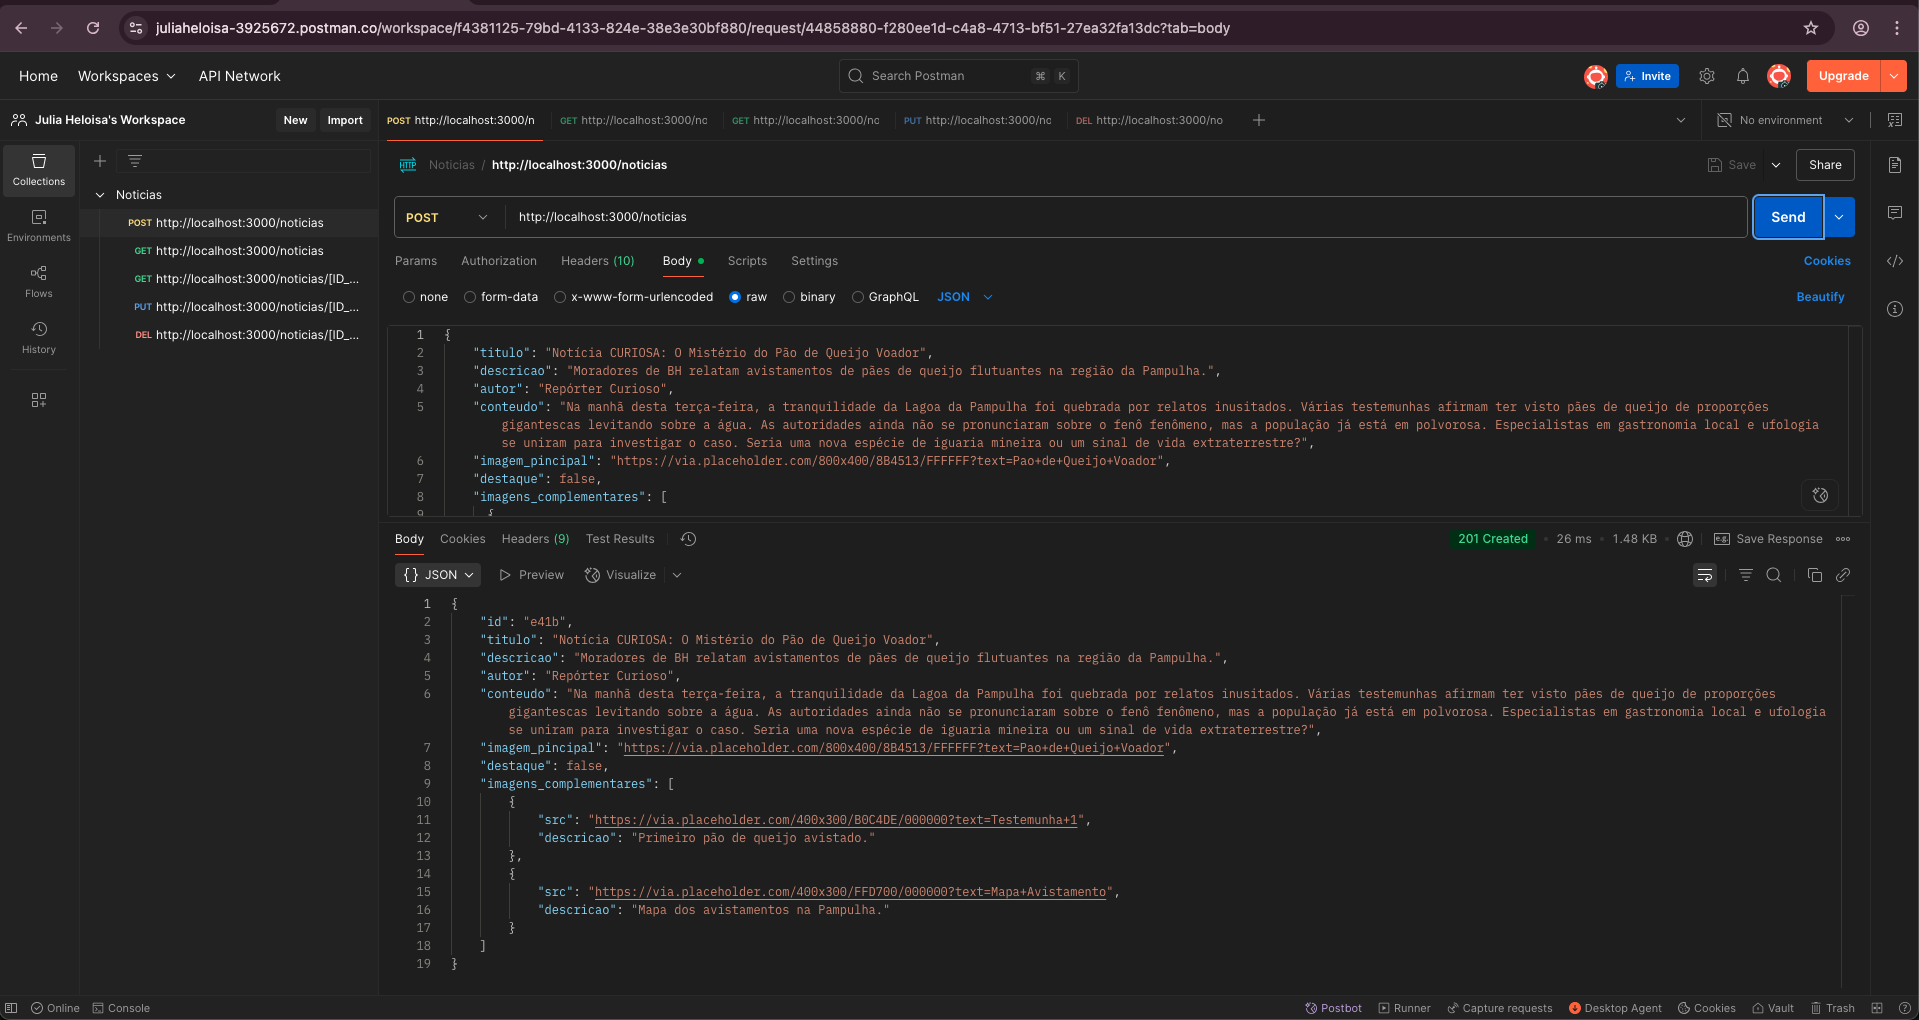 juliaheloisa-3925672.postman.co/workspace/f4381125-79bd-4133-824e-38e3e30bf880/request/44858880-f280ee1d-c4a8-4713-bf51-27ea32fa13dc?tab=body
Home Workspaces API Network Search Postman ⌘ K Invite Upgrade
Julia Heloisa's Workspace New Import
POST http://localhost:3000/n GET http://localhost:3000/nc GET http://localhost:3000/nc PUT http://localhost:3000/nc DEL http://localhost:3000/no No environment
Collections
Environments
Flows
History
Noticias
POST http://localhost:3000/noticias
GET http://localhost:3000/noticias
GET http://localhost:3000/noticias/[ID_...
PUT http://localhost:3000/noticias/[ID_...
DEL http://localhost:3000/noticias/[ID_...
HTTP Noticias / http://localhost:3000/noticias Save Share
POST http://localhost:3000/noticias Send
Params Authorization Headers (10) Body Scripts Settings Cookies
none form-data x-www-form-urlencoded raw binary GraphQL JSON Beautify
1 {
2 "titulo": "Notícia CURIOSA: O Mistério do Pão de Queijo Voador",
3 "descricao": "Moradores de BH relatam avistamentos de pães de queijo flutuantes na região da Pampulha.",
4 "autor": "Repórter Curioso",
5 "conteudo": "Na manhã desta terça-feira, a tranquilidade da Lagoa da Pampulha foi quebrada por relatos inusitados. Várias testemunhas afirmam ter visto pães de queijo de proporções
gigantescas levitando sobre a água. As autoridades ainda não se pronunciaram sobre o fenô fenômeno, mas a população já está em polvorosa. Especialistas em gastronomia local e ufologia
se uniram para investigar o caso. Seria uma nova espécie de iguaria mineira ou um sinal de vida extraterrestre?",
6 "imagem_pincipal": "https://via.placeholder.com/800x400/8B4513/FFFFFF?text=Pao+de+Queijo+Voador",
7 "destaque": false,
8 "imagens_complementares": [
9 {
Body Cookies Headers (9) Test Results 201 Created • 26 ms • 1.48 KB • e.g. Save Response
{} JSON Preview Visualize
1 {
2 "id": "e41b",
3 "titulo": "Notícia CURIOSA: O Mistério do Pão de Queijo Voador",
4 "descricao": "Moradores de BH relatam avistamentos de pães de queijo flutuantes na região da Pampulha.",
5 "autor": "Repórter Curioso",
6 "conteudo": "Na manhã desta terça-feira, a tranquilidade da Lagoa da Pampulha foi quebrada por relatos inusitados. Várias testemunhas afirmam ter visto pães de queijo de proporções
gigantescas levitando sobre a água. As autoridades ainda não se pronunciaram sobre o fenô fenômeno, mas a população já está em polvorosa. Especialistas em gastronomia local e ufologia
se uniram para investigar o caso. Seria uma nova espécie de iguaria mineira ou um sinal de vida extraterrestre?",
7 "imagem_pincipal": "https://via.placeholder.com/800x400/8B4513/FFFFFF?text=Pao+de+Queijo+Voador",
8 "destaque": false,
9 "imagens_complementares": [
10 {
11 "src": "https://via.placeholder.com/400x300/B0C4DE/000000?text=Testemunha+1",
12 "descricao": "Primeiro pão de queijo avistado."
13 },
14 {
15 "src": "https://via.placeholder.com/400x300/FFD700/000000?text=Mapa+Avistamento",
16 "descricao": "Mapa dos avistamentos na Pampulha."
17 }
18 ]
19 }
Online Console Postbot Runner Capture requests Desktop Agent Cookies Vault Trash